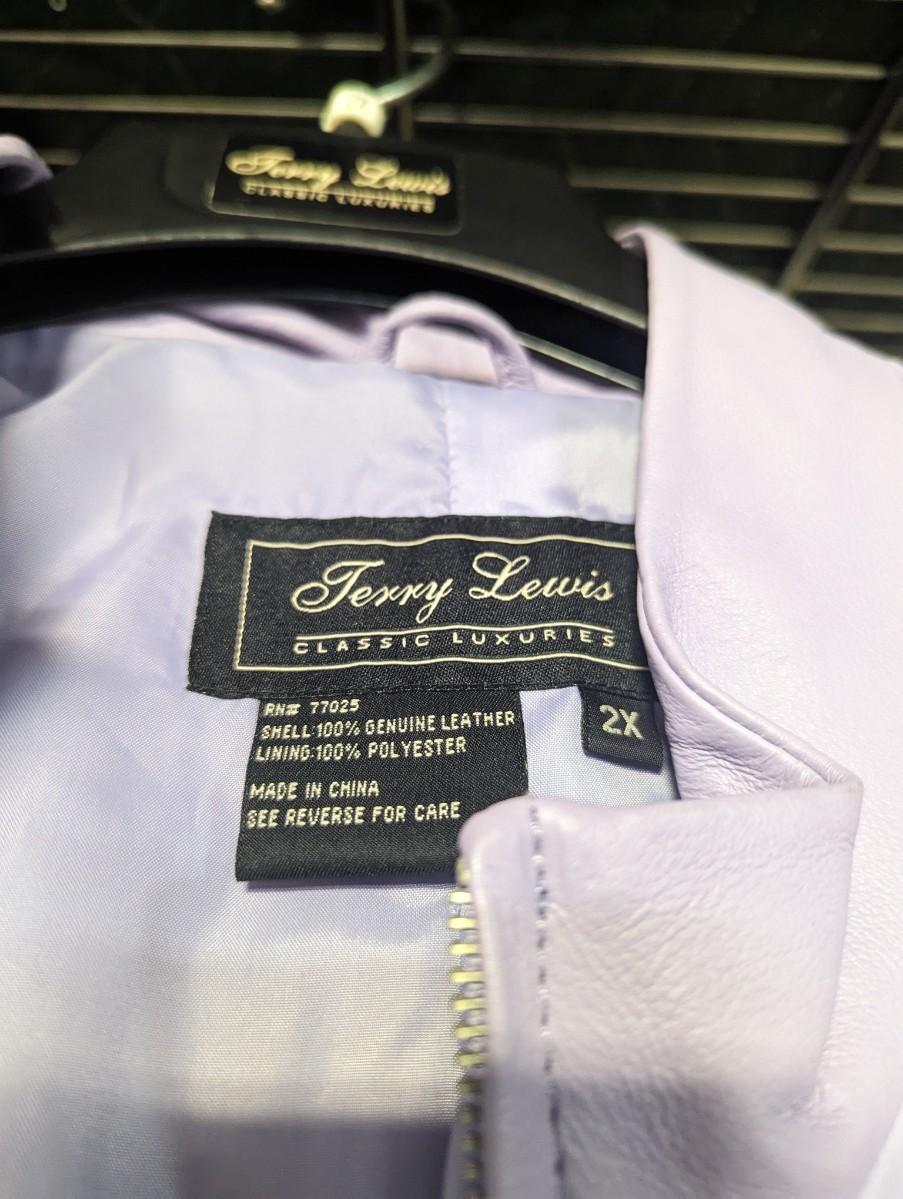 Terry Lewis
CLASSIC LUXURIES
Terry Lewis
CLASSIC LUXURIES
RN# 77025
SHELL:100% GENUINE LEATHER
LINING:100% POLYESTER
MADE IN CHINA
SEE REVERSE FOR CARE
2X